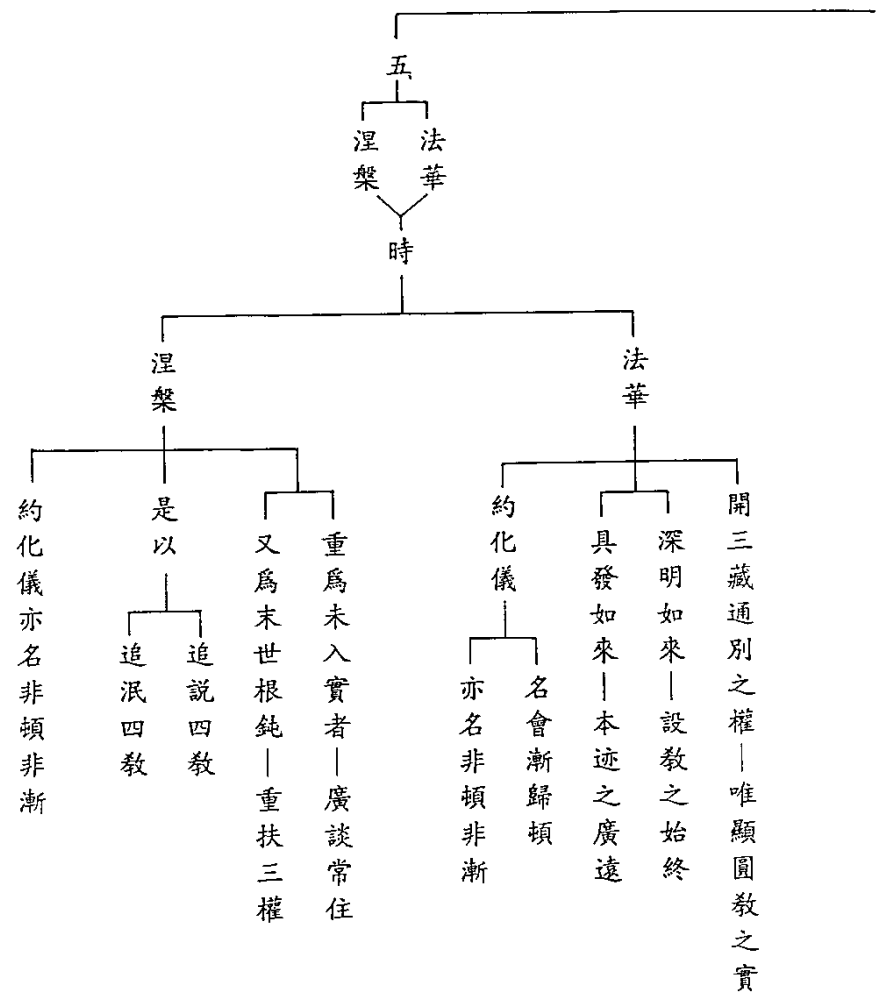 五、
法華
涅槃
時
法華
開三藏通別之權—唯顯圓教之實
深明如來—設教之始終
具發如來—本迹之廣遠
約化儀
名會漸歸頓
亦名非頓非漸
涅槃
重爲未入實者—廣談常住
又爲末世根鈍—重扶三權
是以
追説四教
追泯四教
約化儀亦名非頓非漸